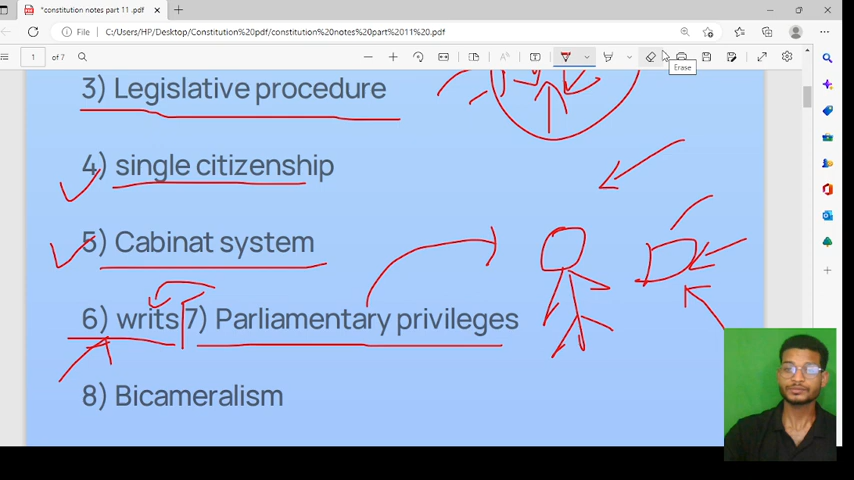 *constitution notes part 11 .pdf
File
C:/Users/HP/Desktop/Constitution%20pdf/constitution%20notes%20part%2011%20.pdf
1 of 7
Erase
3) Legislative procedure
4) single citizenship
5) Cabinat system
6) writs 7) Parliamentary privileges
8) Bicameralism